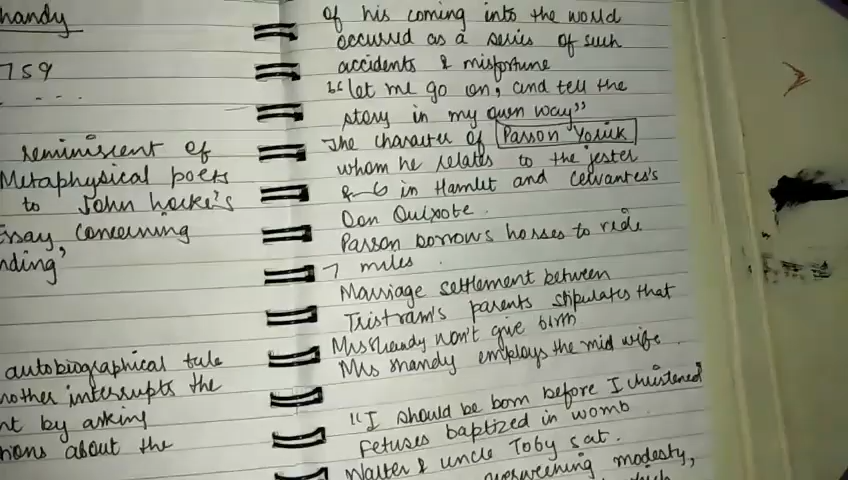 handy
759
reminiscent of
Metaphysical poets
to John Locke's
Essay concerning
nding'
autobiographical tale
mother interrupts the
nt by asking
tions about the
of his coming into the world
occurred as a series of such
accidents & misfortune
"let me go on, and tell the
story in my own way"
The character of Parson Yorick
whom he relates to the jester
in Hamlet and Cervantes's
Don Quixote.
Parson borrows horses to ride
7 miles.
Marriage settlement between
Tristram's parents stipulates that
Mrs Shandy won't give birth
Mrs Shandy employs the mid wife.
"I should be born before I christened
Fetuses baptized in womb
Walter & uncle Toby sat.
overweening modesty,